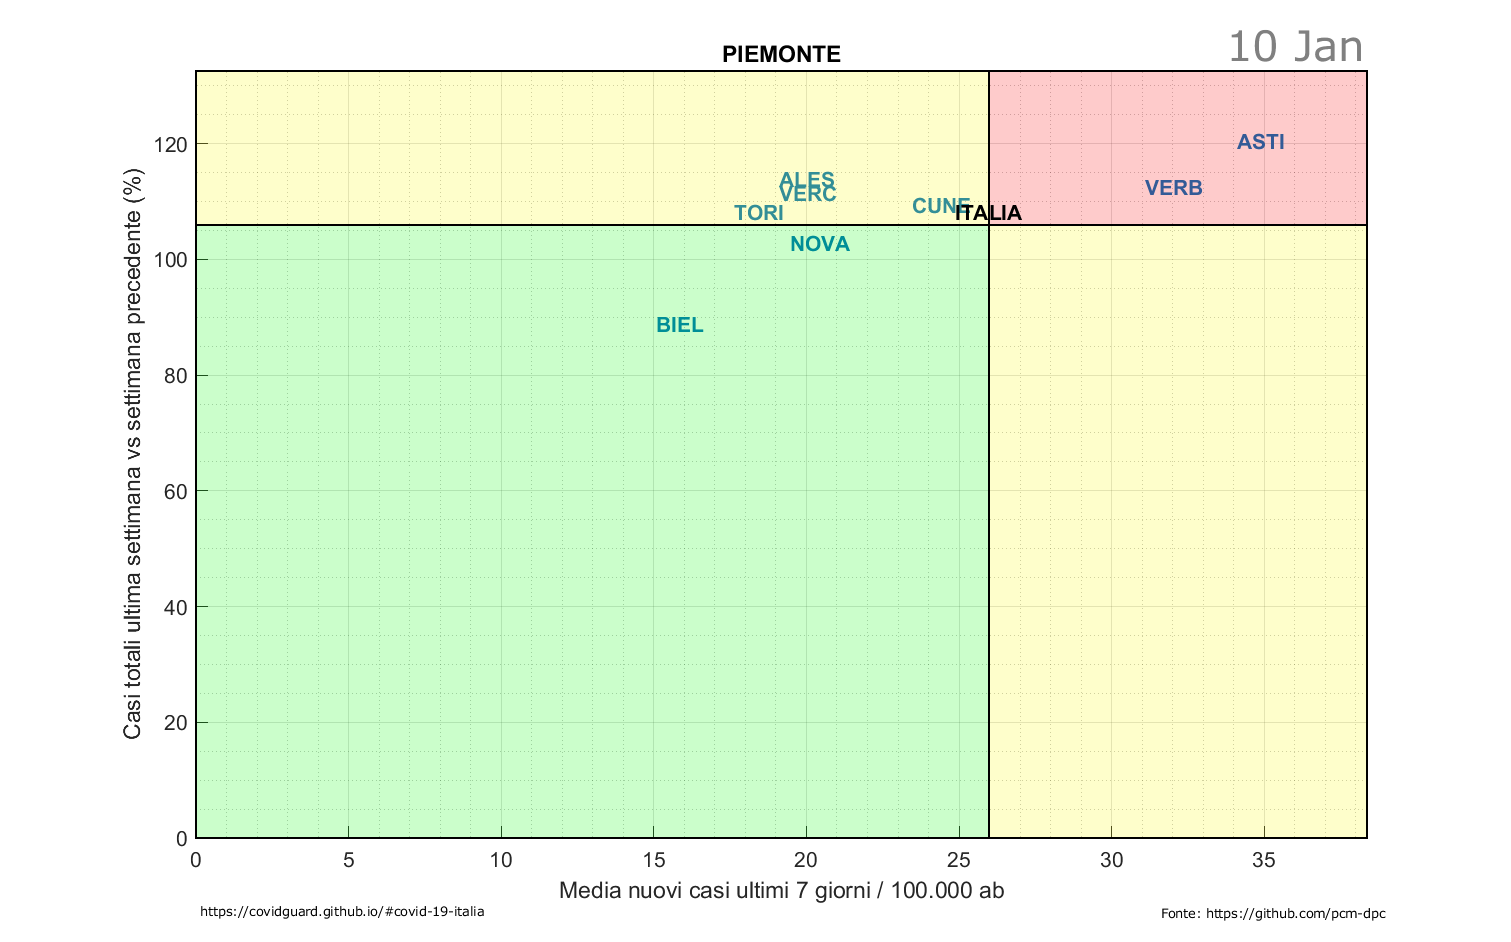 10 Jan
PIEMONTE
Casi totali ultima settimana vs settimana precedente (%)
120
100
80
60
40
20
0
ASTI
ALES
VERB
VERC
CUNE
TORI
ITALIA
NOVA
BIEL
0 5 10 15 20 25 30 35
Media nuovi casi ultimi 7 giorni / 100.000 ab
https://covidguard.github.io/#covid-19-italia
Fonte: https://github.com/pcm-dpc